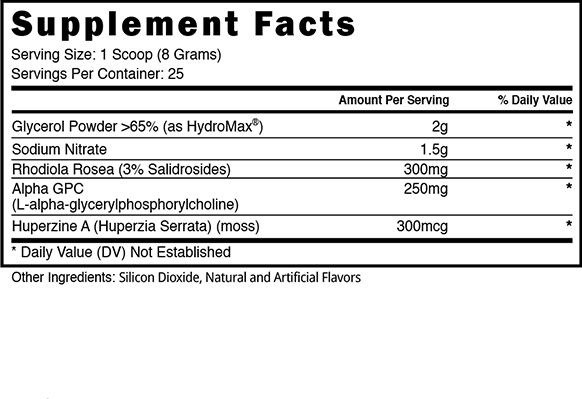 Supplement Facts
Serving Size: 1 Scoop (8 Grams)
Servings Per Container: 25
Amount Per Serving % Daily Value
Glycerol Powder >65% (as HydroMax®) 2g *
Sodium Nitrate 1.5g *
Rhodiola Rosea (3% Salidrosides) 300mg *
Alpha GPC 250mg *
(L-alpha-glycerylphosphorylcholine)
Huperzine A (Huperzia Serrata) (moss) 300mcg *
* Daily Value (DV) Not Established
Other Ingredients: Silicon Dioxide, Natural and Artificial Flavors